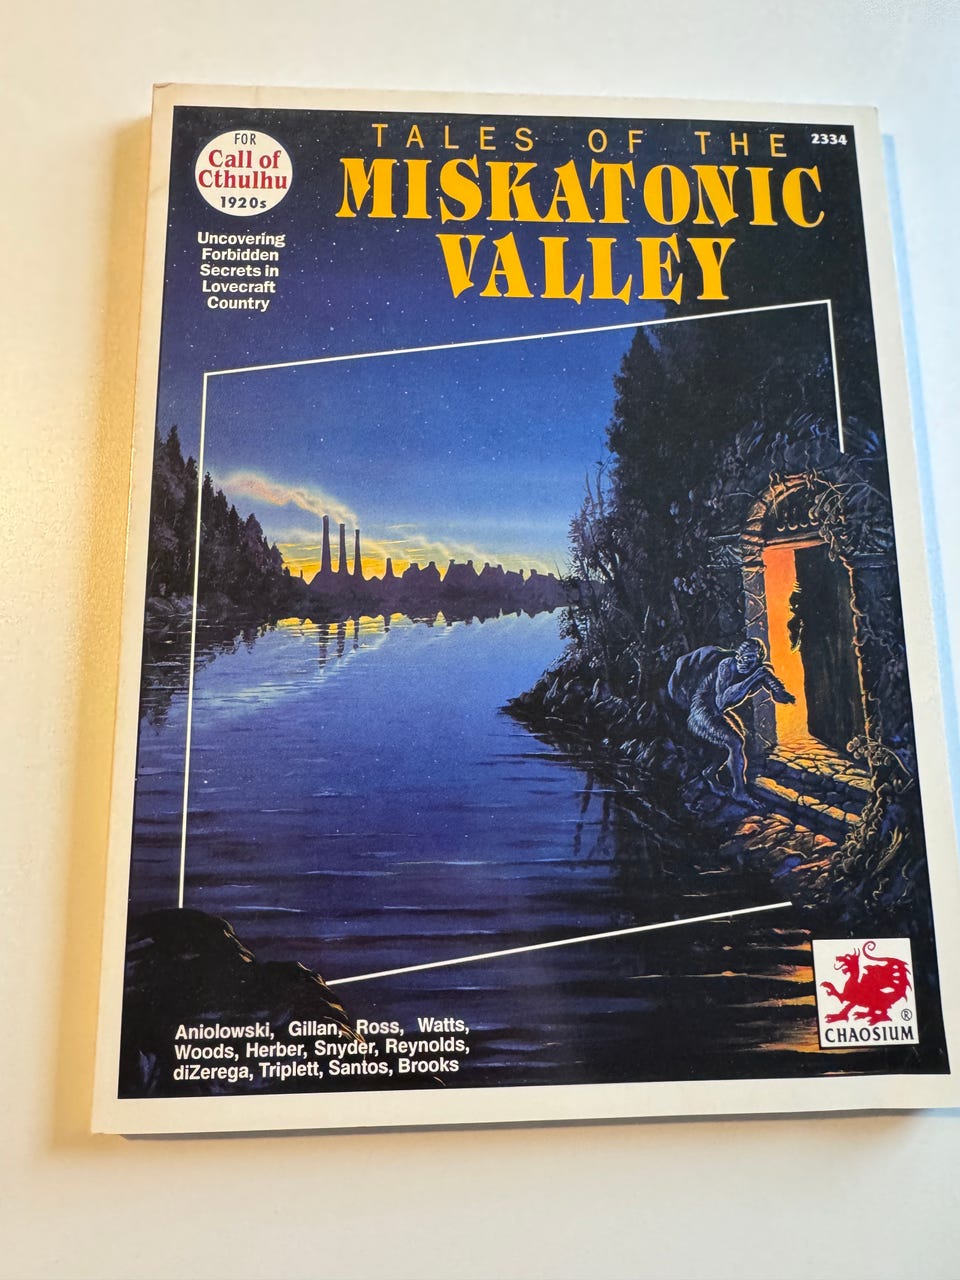 FOR
Call of
Cthulhu
1920s
Uncovering
Forbidden
Secrets in
Lovecraft
Country
TALES OF THE
2334
MISKATONIC
VALLEY
Aniolowski, Gillan, Ross, Watts,
Woods, Herber, Snyder, Reynolds,
diZerega, Triplett, Santos, Brooks
®
CHAOSIUM